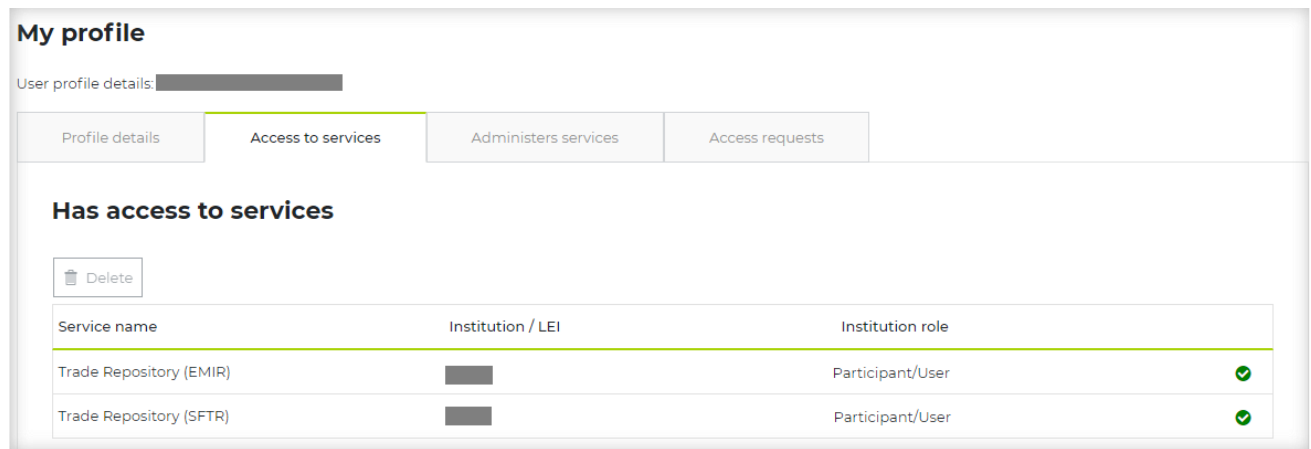 My profile
User profile details:
Profile details Access to services Administers services Access requests
Has access to services
Delete
Service name Institution / LEI Institution role
Trade Repository (EMIR) Participant/User
Trade Repository (SFTR) Participant/User